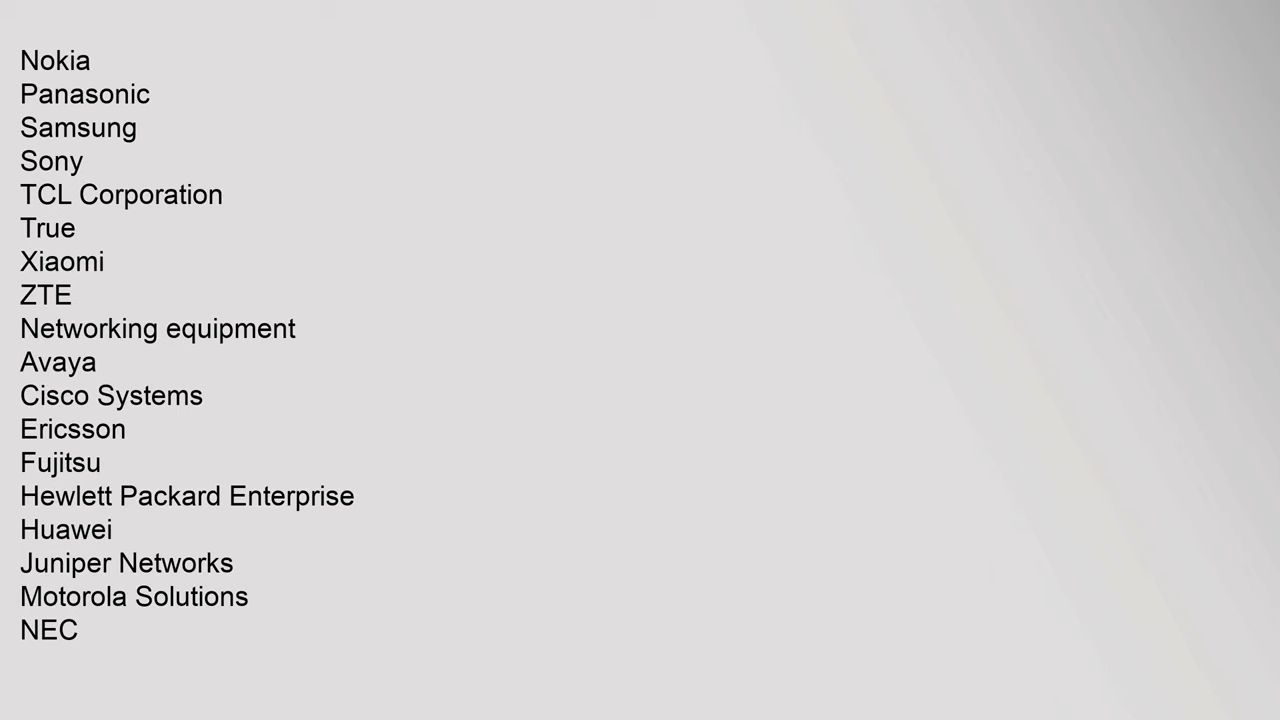 Nokia
Panasonic
Samsung
Sony
TCL Corporation
True
Xiaomi
ZTE
Networking equipment
Avaya
Cisco Systems
Ericsson
Fujitsu
Hewlett Packard Enterprise
Huawei
Juniper Networks
Motorola Solutions
NEC